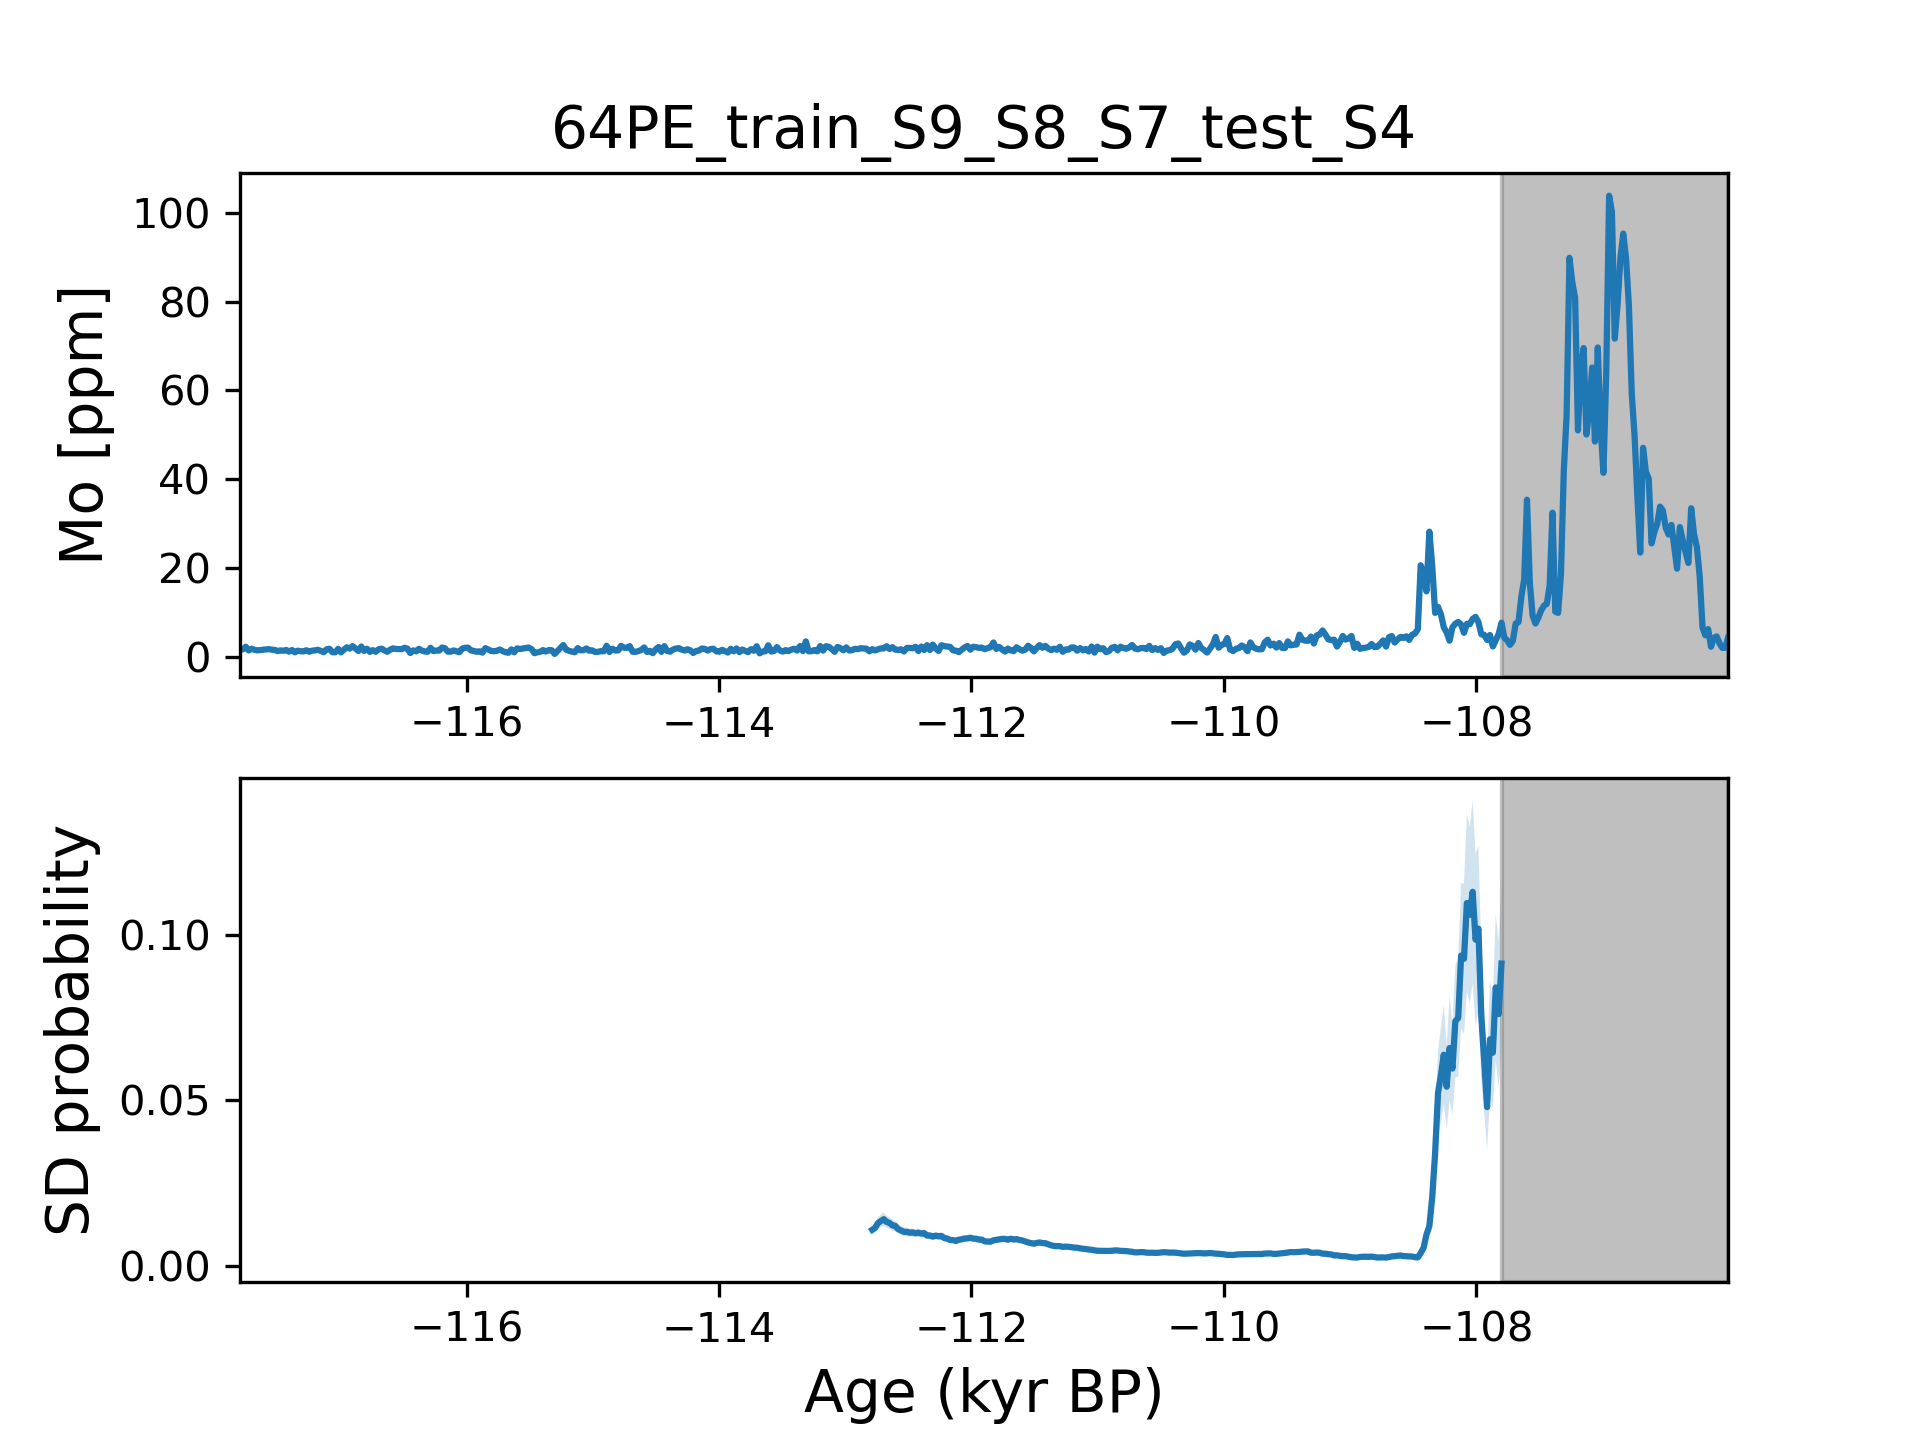 64PE_train_S9_S8_S7_test_S4
Mo [ppm]
100
80
60
40
20
0
−116 −114 −112 −110 −108
SD probability
0.10
0.05
0.00
−116 −114 −112 −110 −108
Age (kyr BP)